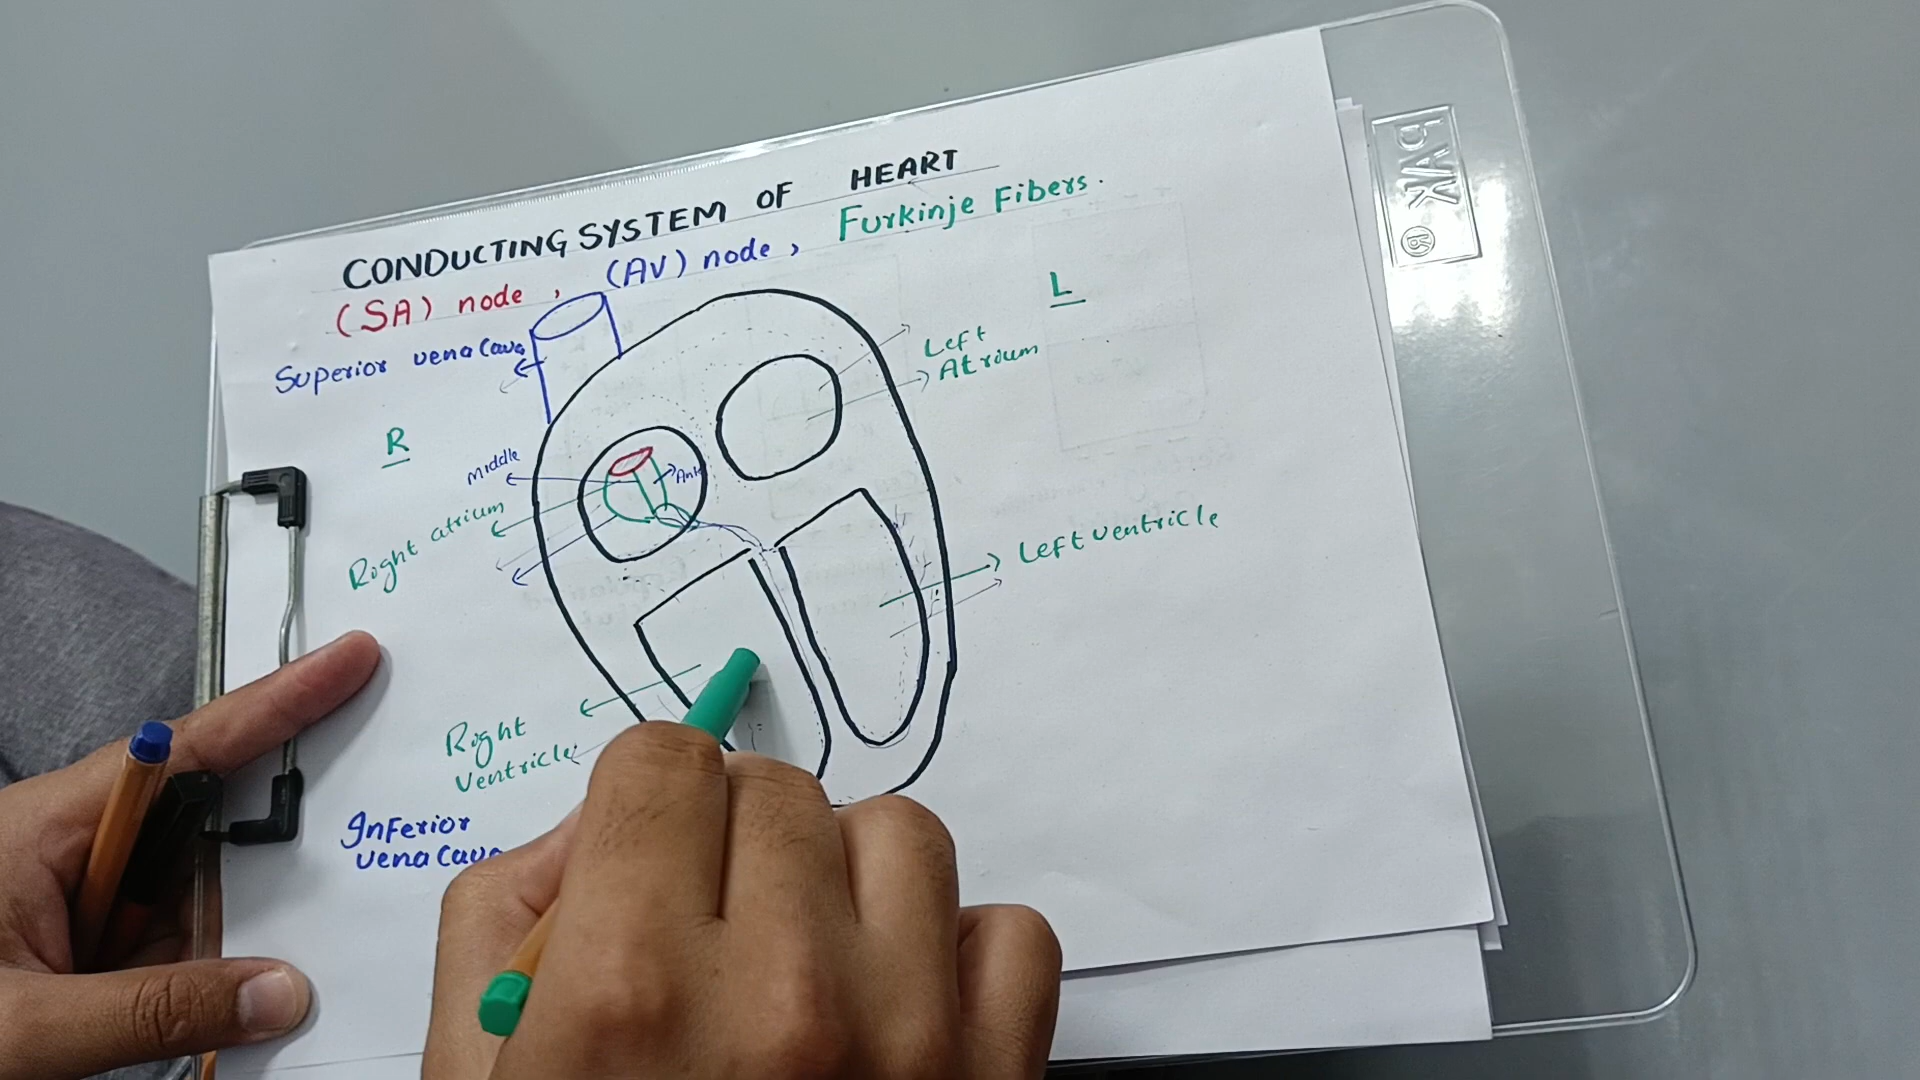 CONDUCTING SYSTEM OF HEART
(SA) node, (AV) node, Furkinje Fibers.
Superior vena Cava
L
Left
Atrium
R
Middle
Ant
Right atrium
Left ventricle
Right
Ventricle
Inferior
vena Cava
PAK ®